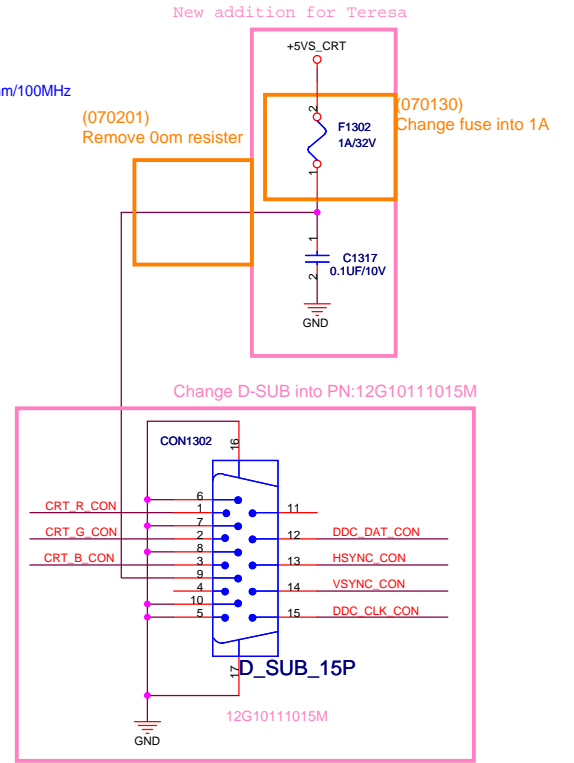 New addition for Teresa
+5VS_CRT
m/100MHz
(070201)
Remove 0om resister
(070130)
Change fuse into 1A
2
F1302
1A/32V
1
1
C1317
0.1UF/10V
2
GND
Change D-SUB into PN:12G10111015M
CON1302
16
6
CRT_R_CON
1
11
7
CRT_G_CON
2
12
DDC_DAT_CON
8
CRT_B_CON
3
13
HSYNC_CON
9
4
14
VSYNC_CON
10
5
15
DDC_CLK_CON
17
D_SUB_15P
12G10111015M
GND